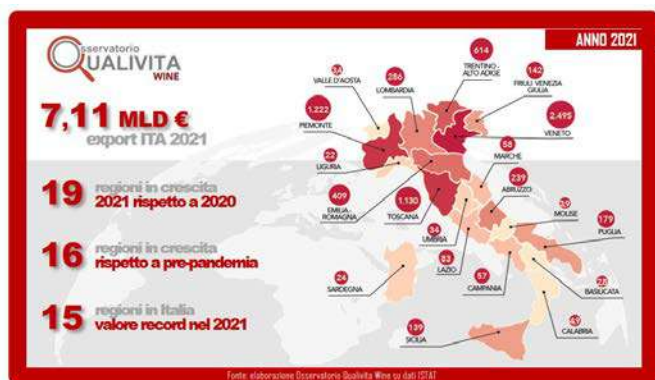 ANNO 2021
Osservatorio
QUALIVITA
WINE
7,11 MLD €
export ITA 2021
19 regioni in crescita
2021 rispetto a 2020
16 regioni in crescita
rispetto a pre-pandemia
15 regioni in Italia
valore record nel 2021
VALLE D'AOSTA
286
LOMBARDIA
614
TRENTINO -
ALTO ADIGE
142
FRIULI VENEZIA
GIULIA
1.222
PIEMONTE
2.495
VENETO
22
LIGURIA
58
MARCHE
239
ABRUZZO
409
EMILIA -
ROMAGNA
1.130
TOSCANA
MOLISE
179
PUGLIA
34
UMBRIA
LAZIO
57
CAMPANIA
BASILICATA
24
SARDEGNA
CALABRIA
139
SICILIA
Fonte: elaborazione Osservatorio Qualivita Wine su dati ISTAT